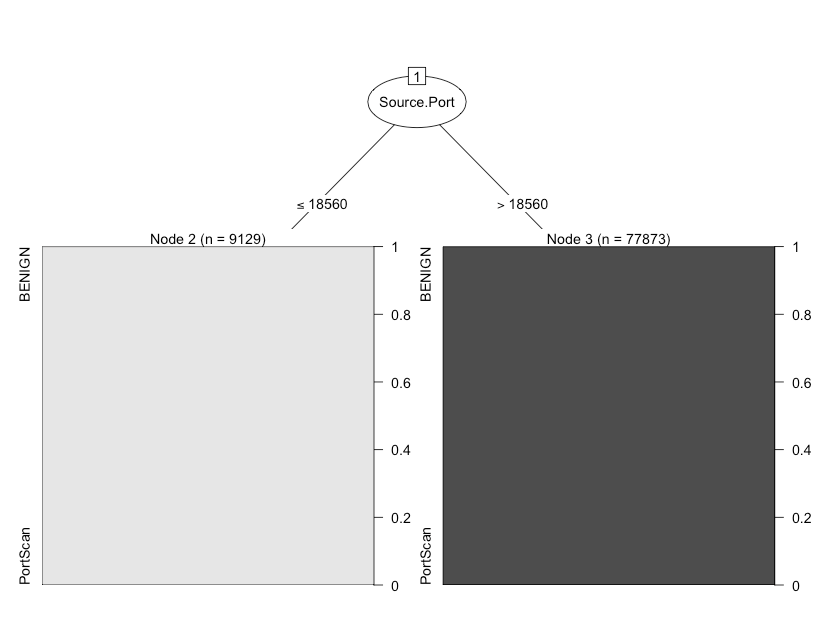 1
Source.Port
≤ 18560
> 18560
Node 2 (n = 9129)
BENIGN
PortScan
1
0.8
0.6
0.4
0.2
0
Node 3 (n = 77873)
BENIGN
PortScan
1
0.8
0.6
0.4
0.2
0